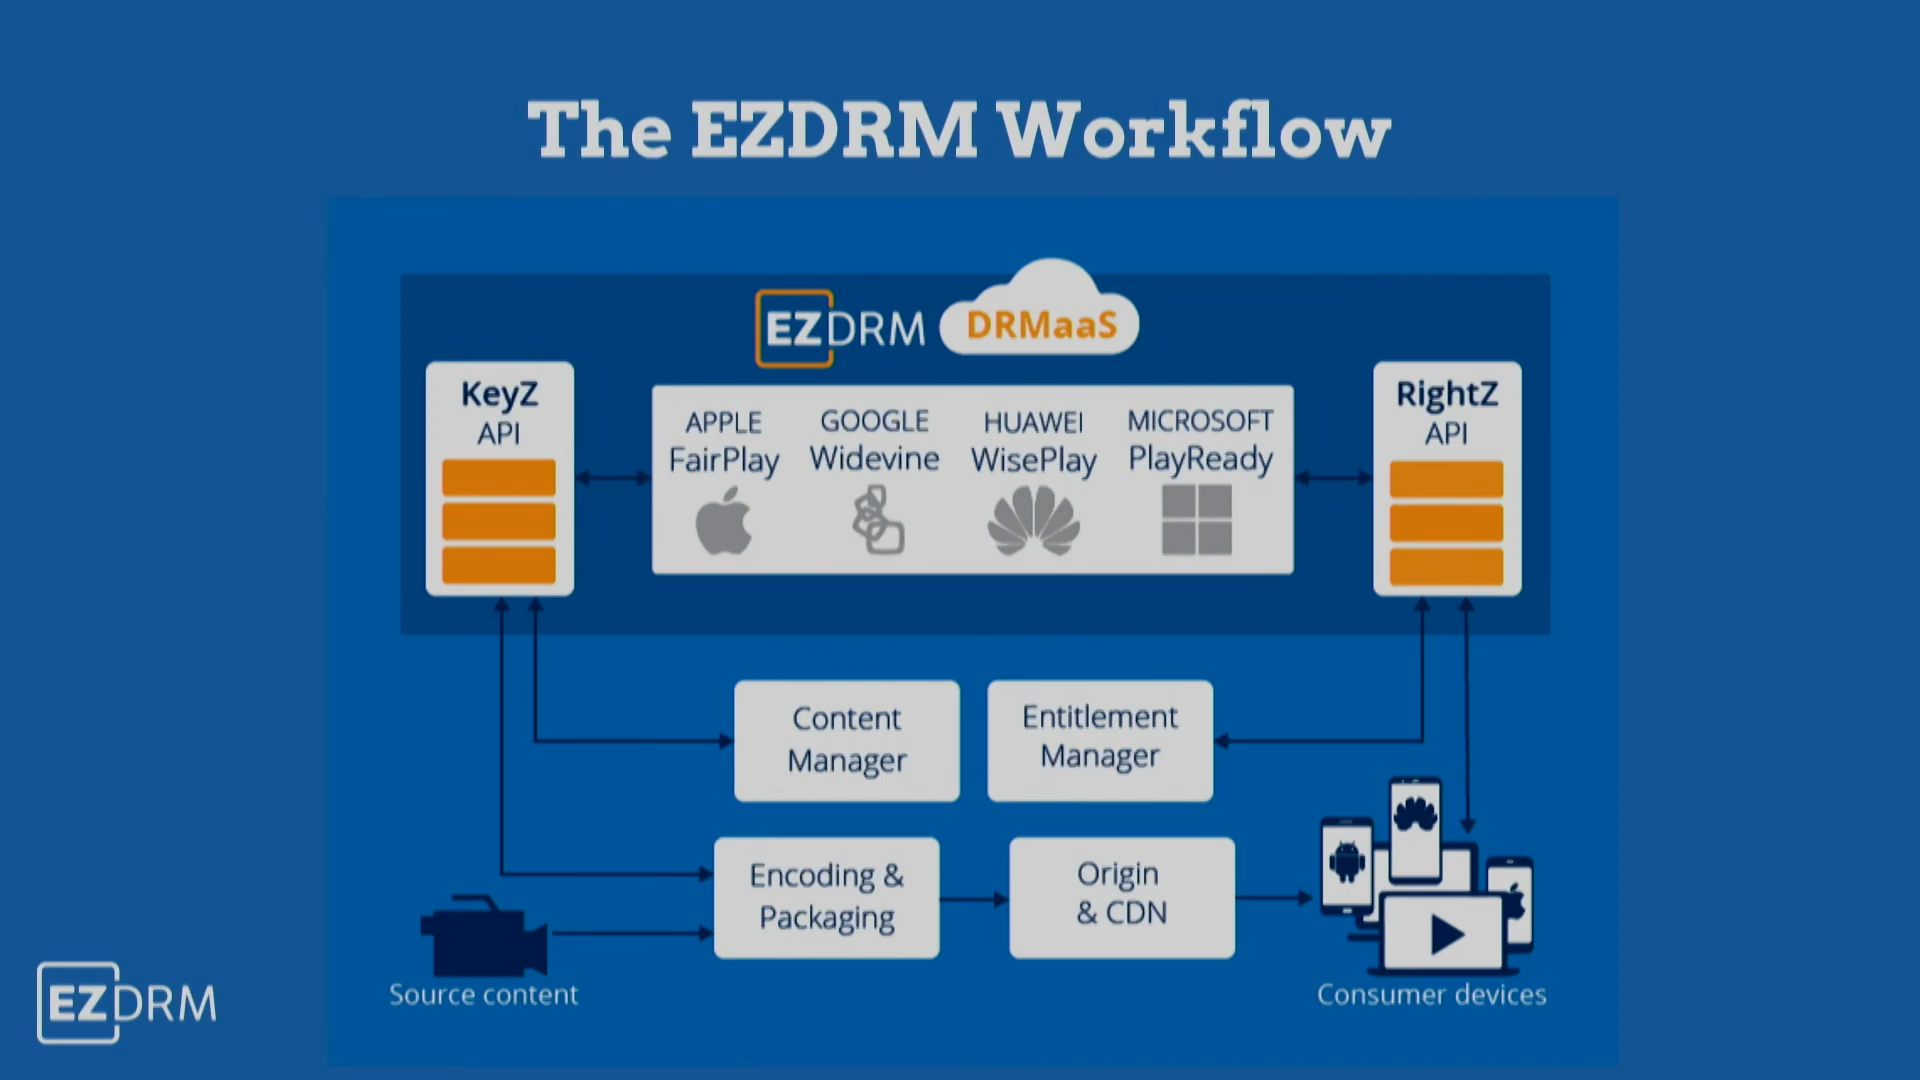 The EZDRM Workflow
EZDRM
DRMaaS
KeyZ
API
APPLE
FairPlay
GOOGLE
Widevine
HUAWEI
WisePlay
MICROSOFT
PlayReady
RightZ
API
Content
Manager
Entitlement
Manager
Encoding &
Packaging
Origin
& CDN
Source content
Consumer devices
EZDRM